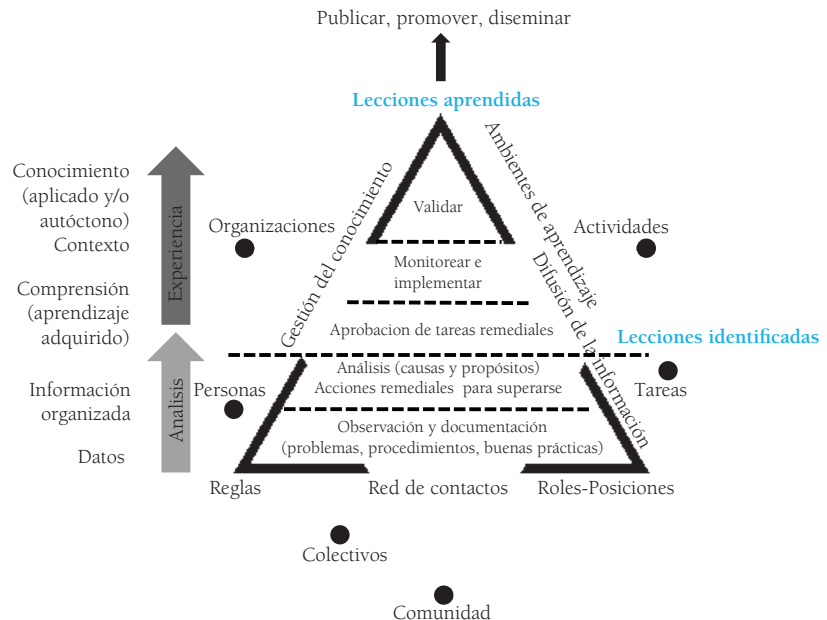 Publicar, promover, diseminar
Lecciones aprendidas
Ambientes de aprendizaje
Gestión del conocimiento
Conocimiento
(aplicado y/o
autóctono)
Contexto
Experiencia
Organizaciones
Validar
Actividades
Monitorear e
implementar
Difusión de la información
Comprensión
(aprendizaje
adquirido)
Aprobacion de tareas remediales
Lecciones identificadas
Análisis (causas y propósitos)
Acciones remediales para superarse
Personas
Tareas
Información
organizada
Analisis
Observación y documentación
(problemas, procedimientos, buenas prácticas)
Datos
Reglas
Red de contactos
Roles-Posiciones
Colectivos
Comunidad